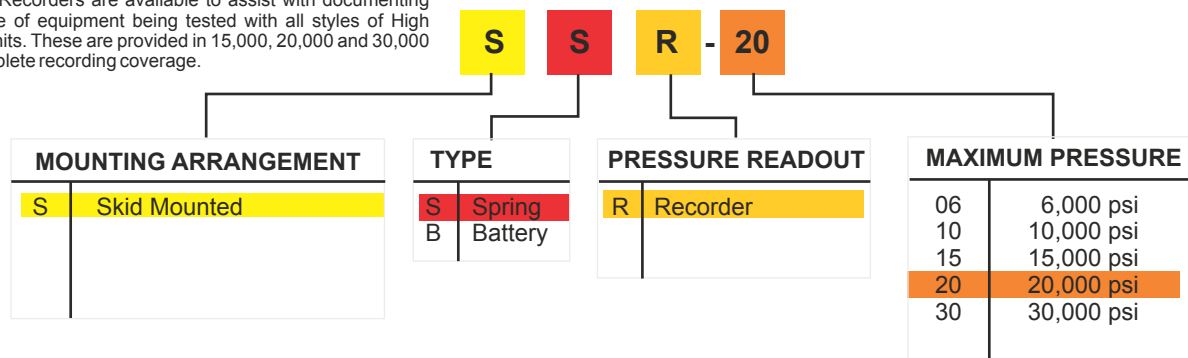 Recorders are available to assist with documenting
e of equipment being tested with all styles of High
nits. These are provided in 15,000, 20,000 and 30,000
plete recording coverage.
S S R - 20
MOUNTING ARRANGEMENT
S Skid Mounted
TYPE
S Spring
B Battery
PRESSURE READOUT
R Recorder
MAXIMUM PRESSURE
06 6,000 psi
10 10,000 psi
15 15,000 psi
20 20,000 psi
30 30,000 psi